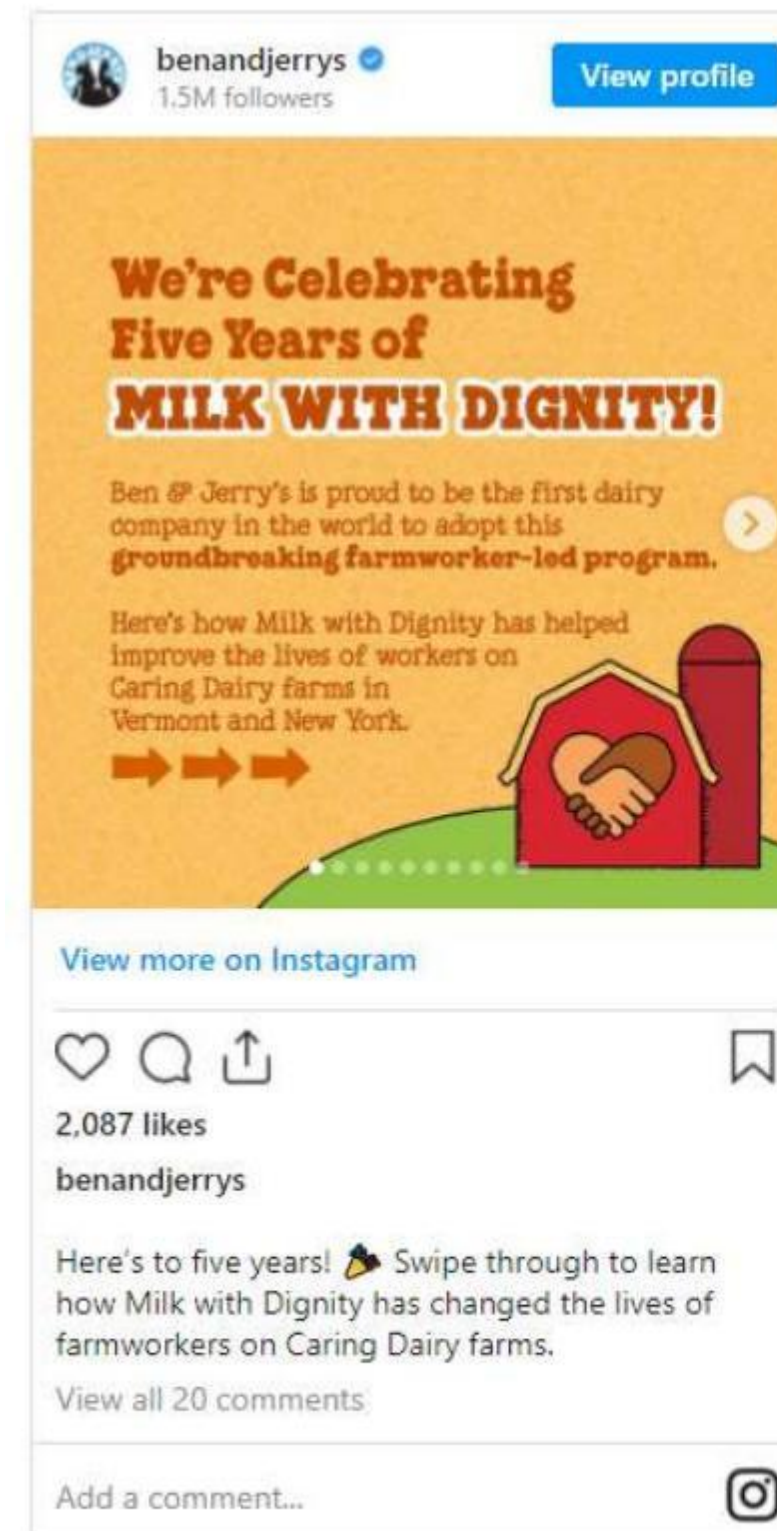 benandjerrys
1.5M followers
View profile
We're Celebrating
Five Years of
MILK WITH DIGNITY!
Ben & Jerry's is proud to be the first dairy
company in the world to adopt this
groundbreaking farmworker-led program.
Here's how Milk with Dignity has helped
improve the lives of workers on
Caring Dairy farms in
Vermont and New York.
View more on Instagram
2,087 likes
benandjerrys
Here's to five years! 🎉 Swipe through to learn
how Milk with Dignity has changed the lives of
farmworkers on Caring Dairy farms.
View all 20 comments
Add a comment...